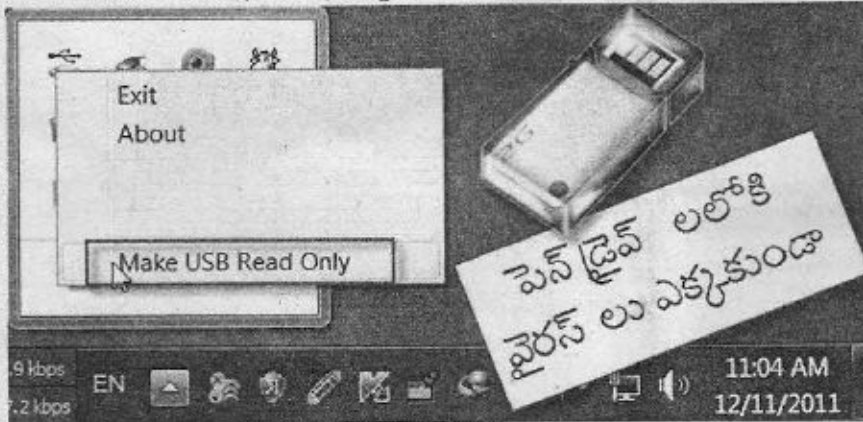 Exit
About
Make USB Read Only
పెన్ డ్రైవ్ లలోకి
వైరస్ లు ఎక్కకుండా
.9 kbps
EN
11:04 AM
7.2 kbps
12/11/2011